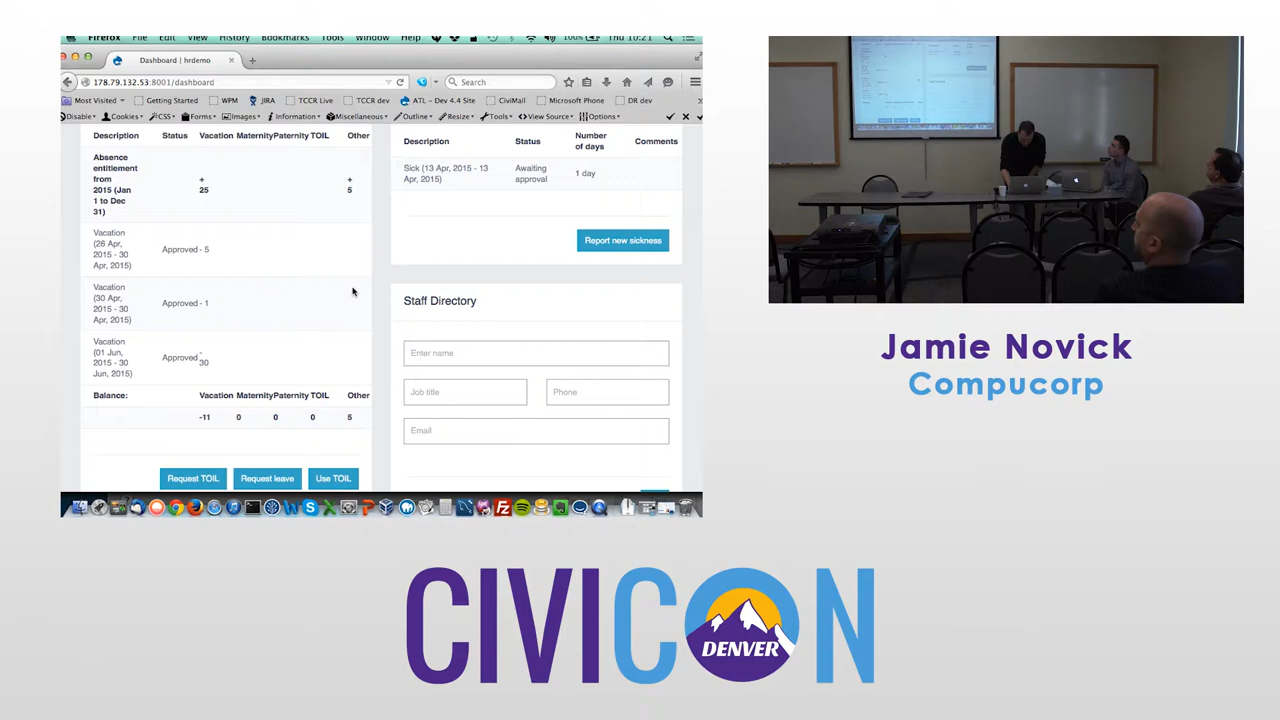 Firefox File Edit View History Bookmarks Tools Window Help 100% Thu 10:21
Dashboard | hrdemo
178.79.132.53:8001/dashboard
Search
Most Visited Getting Started WPM JIRA TCCR Live TCCR dev ATL - Dev 4.4 Site CiviMail Microsoft Phone DR dev
Disable Cookies CSS Forms Images Information Miscellaneous Outline Resize Tools View Source Options
Description Status Vacation Maternity Paternity TOIL Other
Absence
entitlement
from
2015 (Jan
1 to Dec
31)
+
25
+
5
Vacation
(26 Apr,
2015 - 30
Apr, 2015)
Approved - 5
Vacation
(30 Apr,
2015 - 30
Apr, 2015)
Approved - 1
Vacation
(01 Jun,
2015 - 30
Jun, 2015)
Approved -
30
Balance: Vacation Maternity Paternity TOIL Other
-11 0 0 0 5
Request TOIL Request leave Use TOIL
Description Status Number
of days Comments
Sick (13 Apr, 2015 - 13
Apr, 2015)
Awaiting
approval
1 day
Report new sickness
Staff Directory
Enter name
Job title Phone
Email
Jamie Novick
Compucorp
CIVICON
DENVER